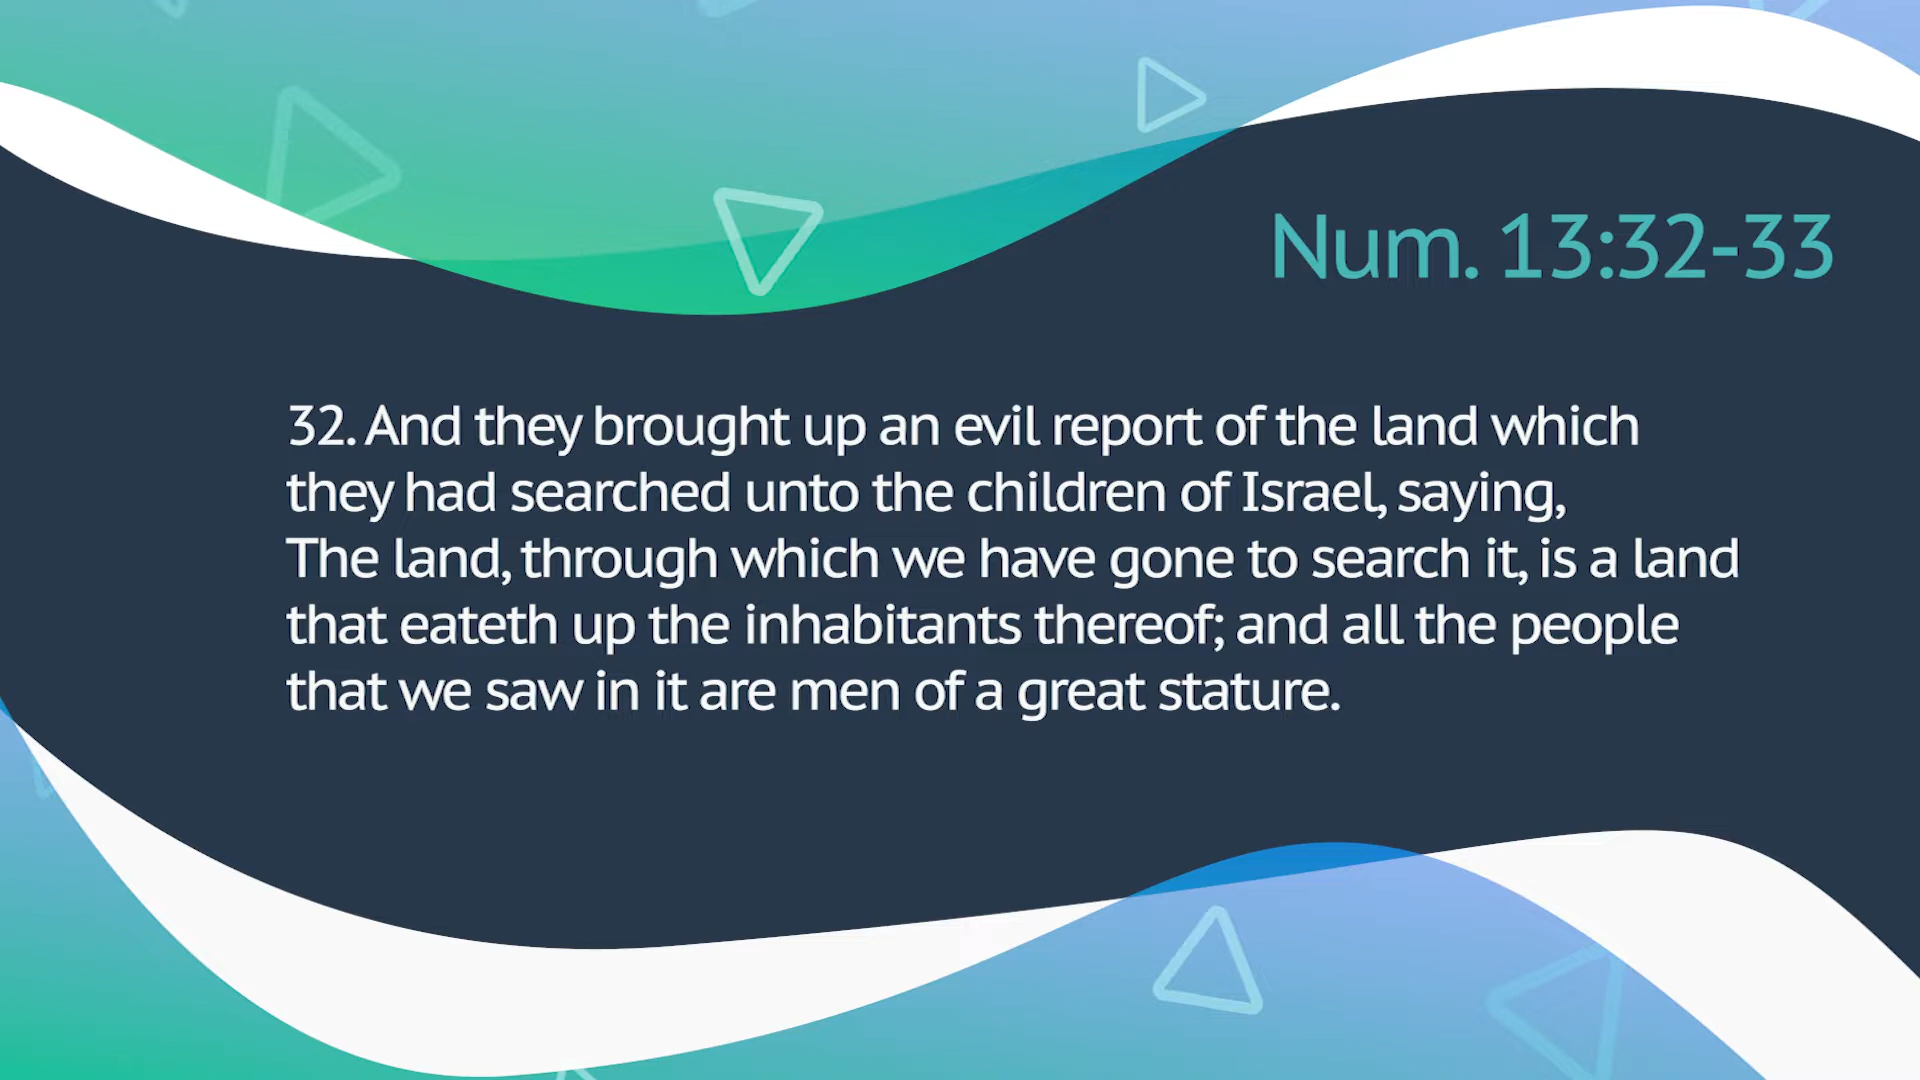 Num. 13:32-33
32. And they brought up an evil report of the land which
they had searched unto the children of Israel, saying,
The land, through which we have gone to search it, is a land
that eateth up the inhabitants thereof; and all the people
that we saw in it are men of a great stature.